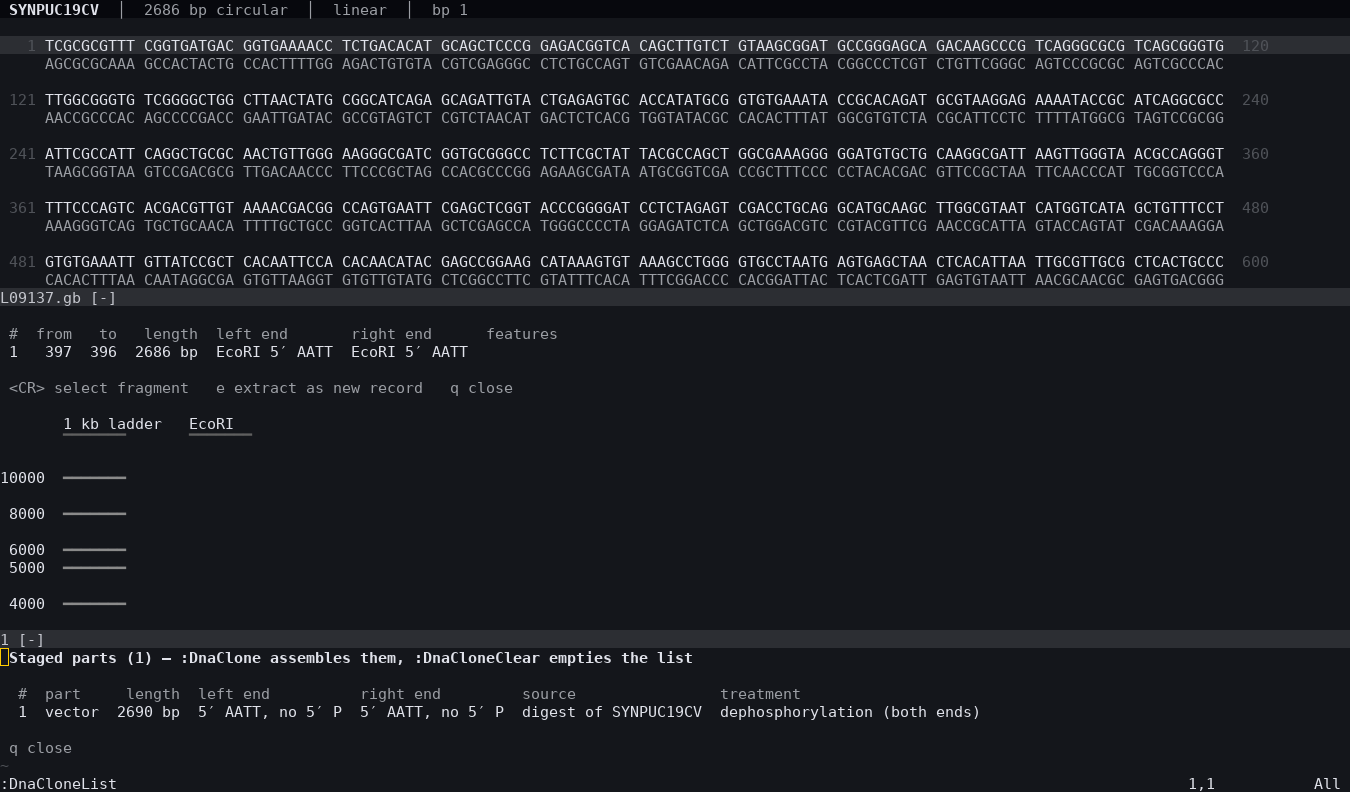 SYNPUC19CV │ 2686 bp circular │ linear │ bp 1
1 TCGCGCGTTT CGGTGATGAC GGTGAAAACC TCTGACACAT GCAGCTCCCG GAGACGGTCA CAGCTTGTCT GTAAGCGGAT GCCGGGAGCA GACAAGCCCG TCAGGGCGCG TCAGCGGGTG 120
AGCGCGCAAA GCCACTACTG CCACTTTTGG AGACTGTGTA CGTCGAGGGC CTCTGCCAGT GTCGAACAGA CATTCGCCTA CGGCCCTCGT CTGTTCGGGC AGTCCCGCGC AGTCGCCCAC
121 TTGGCGGGTG TCGGGGCTGG CTTAACTATG CGGCATCAGA GCAGATTGTA CTGAGAGTGC ACCATATGCG GTGTGAAATA CCGCACAGAT GCGTAAGGAG AAAATACCGC ATCAGGCGCC 240
AACCGCCCAC AGCCCCGACC GAATTGATAC GCCGTAGTCT CGTCTAACAT GACTCTCACG TGGTATACGC CACACTTTAT GGCGTGTCTA CGCATTCCTC TTTTATGGCG TAGTCCGCGG
241 ATTCGCCATT CAGGCTGCGC AACTGTTGGG AAGGGCGATC GGTGCGGGCC TCTTCGCTAT TACGCCAGCT GGCGAAAGGG GGATGTGCTG CAAGGCGATT AAGTTGGGTA ACGCCAGGGT 360
TAAGCGGTAA GTCCGACGCG TTGACAACCC TTCCCGCTAG CCACGCCCGG AGAAGCGATA ATGCGGTCGA CCGCTTTCCC CCTACACGAC GTTCCGCTAA TTCAACCCAT TGCGGTCCCA
361 TTTCCCAGTC ACGACGTTGT AAAACGACGG CCAGTGAATT CGAGCTCGGT ACCCGGGGAT CCTCTAGAGT CGACCTGCAG GCATGCAAGC TTGGCGTAAT CATGGTCATA GCTGTTTCCT 480
AAAGGGTCAG TGCTGCAACA TTTTGCTGCC GGTCACTTAA GCTCGAGCCA TGGGCCCCTA GGAGATCTCA GCTGGACGTC CGTACGTTCG AACCGCATTA GTACCAGTAT CGACAAAGGA
481 GTGTGAAATT GTTATCCGCT CACAATTCCA CACAACATAC GAGCCGGAAG CATAAAGTGT AAAGCCTGGG GTGCCTAATG AGTGAGCTAA CTCACATTAA TTGCGTTGCG CTCACTGCCC 600
CACACTTTAA CAATAGGCGA GTGTTAAGGT GTGTTGTATG CTCGGCCTTC GTATTTCACA TTTCGGACCC CACGGATTAC TCACTCGATT GAGTGTAATT AACGCAACGC GAGTGACGGG
L09137.gb [-]
# from to length left end right end features
1 397 396 2686 bp EcoRI 5′ AATT EcoRI 5′ AATT
<CR> select fragment e extract as new record q close
1 kb ladder EcoRI
10000
8000
6000
5000
4000
1 [-]
Staged parts (1) — :DnaClone assembles them, :DnaCloneClear empties the list
# part length left end right end source treatment
1 vector 2690 bp 5′ AATT, no 5′ P 5′ AATT, no 5′ P digest of SYNPUC19CV dephosphorylation (both ends)
q close
~
:DnaCloneList 1,1 All